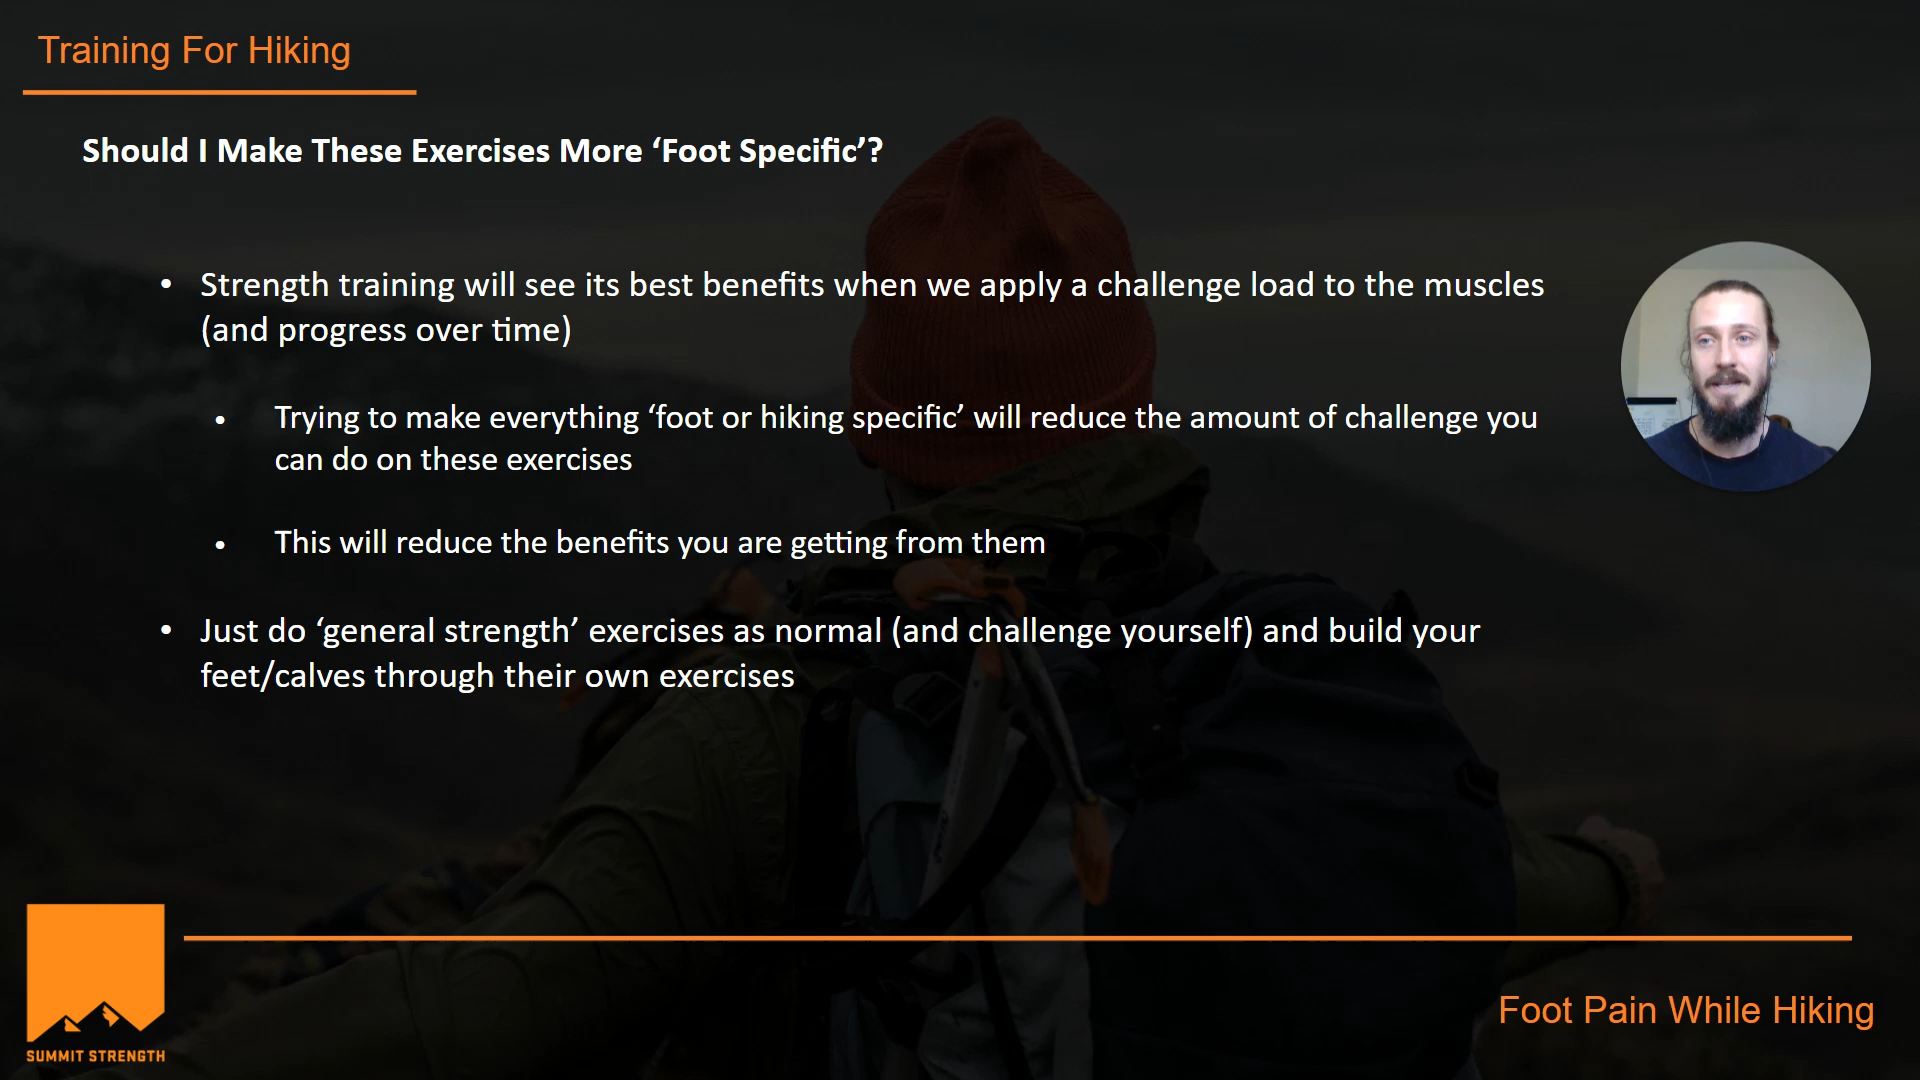 Training For Hiking
Should I Make These Exercises More ‘Foot Specific’?
• Strength training will see its best benefits when we apply a challenge load to the muscles
(and progress over time)
• Trying to make everything ‘foot or hiking specific’ will reduce the amount of challenge you
can do on these exercises
• This will reduce the benefits you are getting from them
• Just do ‘general strength’ exercises as normal (and challenge yourself) and build your
feet/calves through their own exercises
SUMMIT STRENGTH
Foot Pain While Hiking